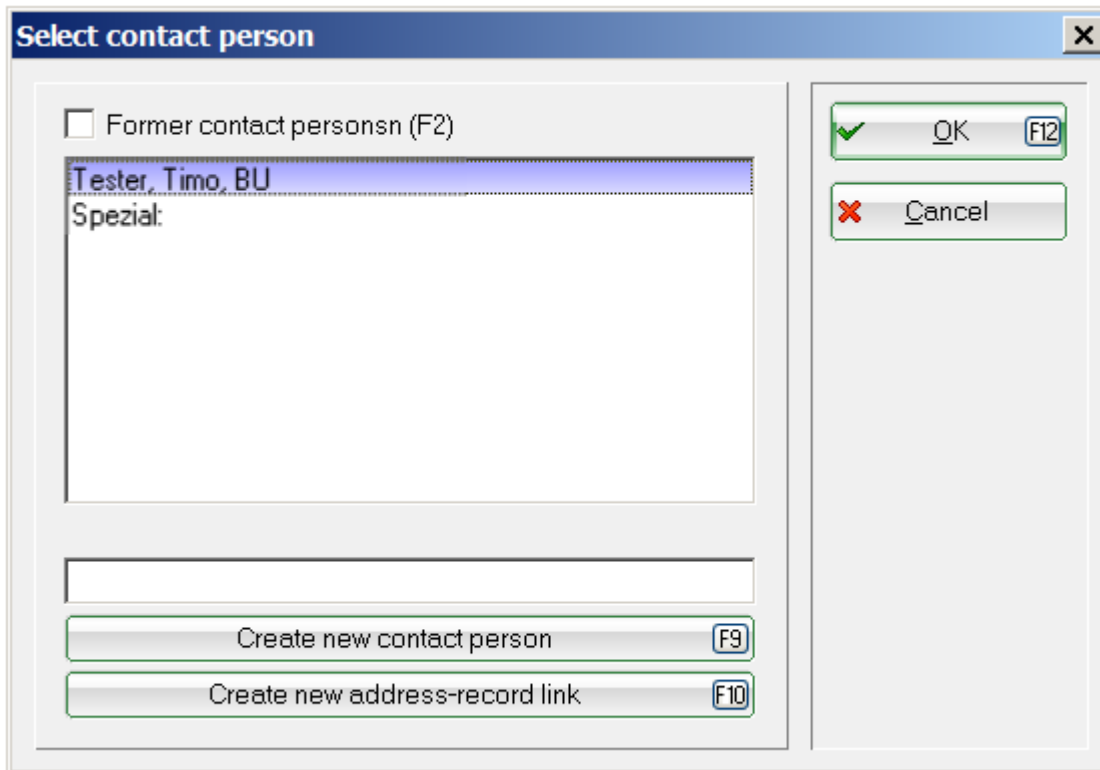 Select contact person
Former contact personsn (F2)
Tester, Timo, BU
Spezial:
Create new contact person F9
Create new address-record link F10
OK F12
Cancel